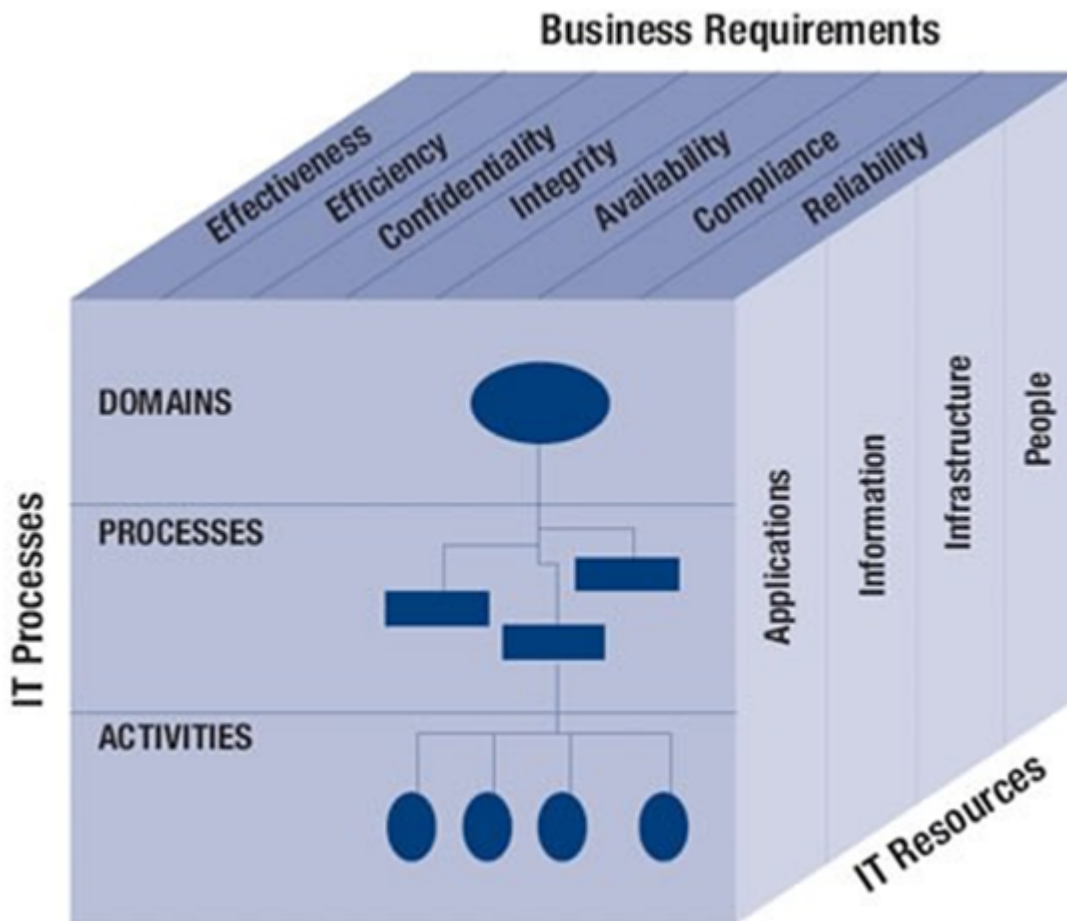 Business Requirements
Effectiveness
Efficiency
Confidentiality
Integrity
Availability
Compliance
Reliability
IT Processes
DOMAINS
PROCESSES
ACTIVITIES
Applications
Information
Infrastructure
People
IT Resources